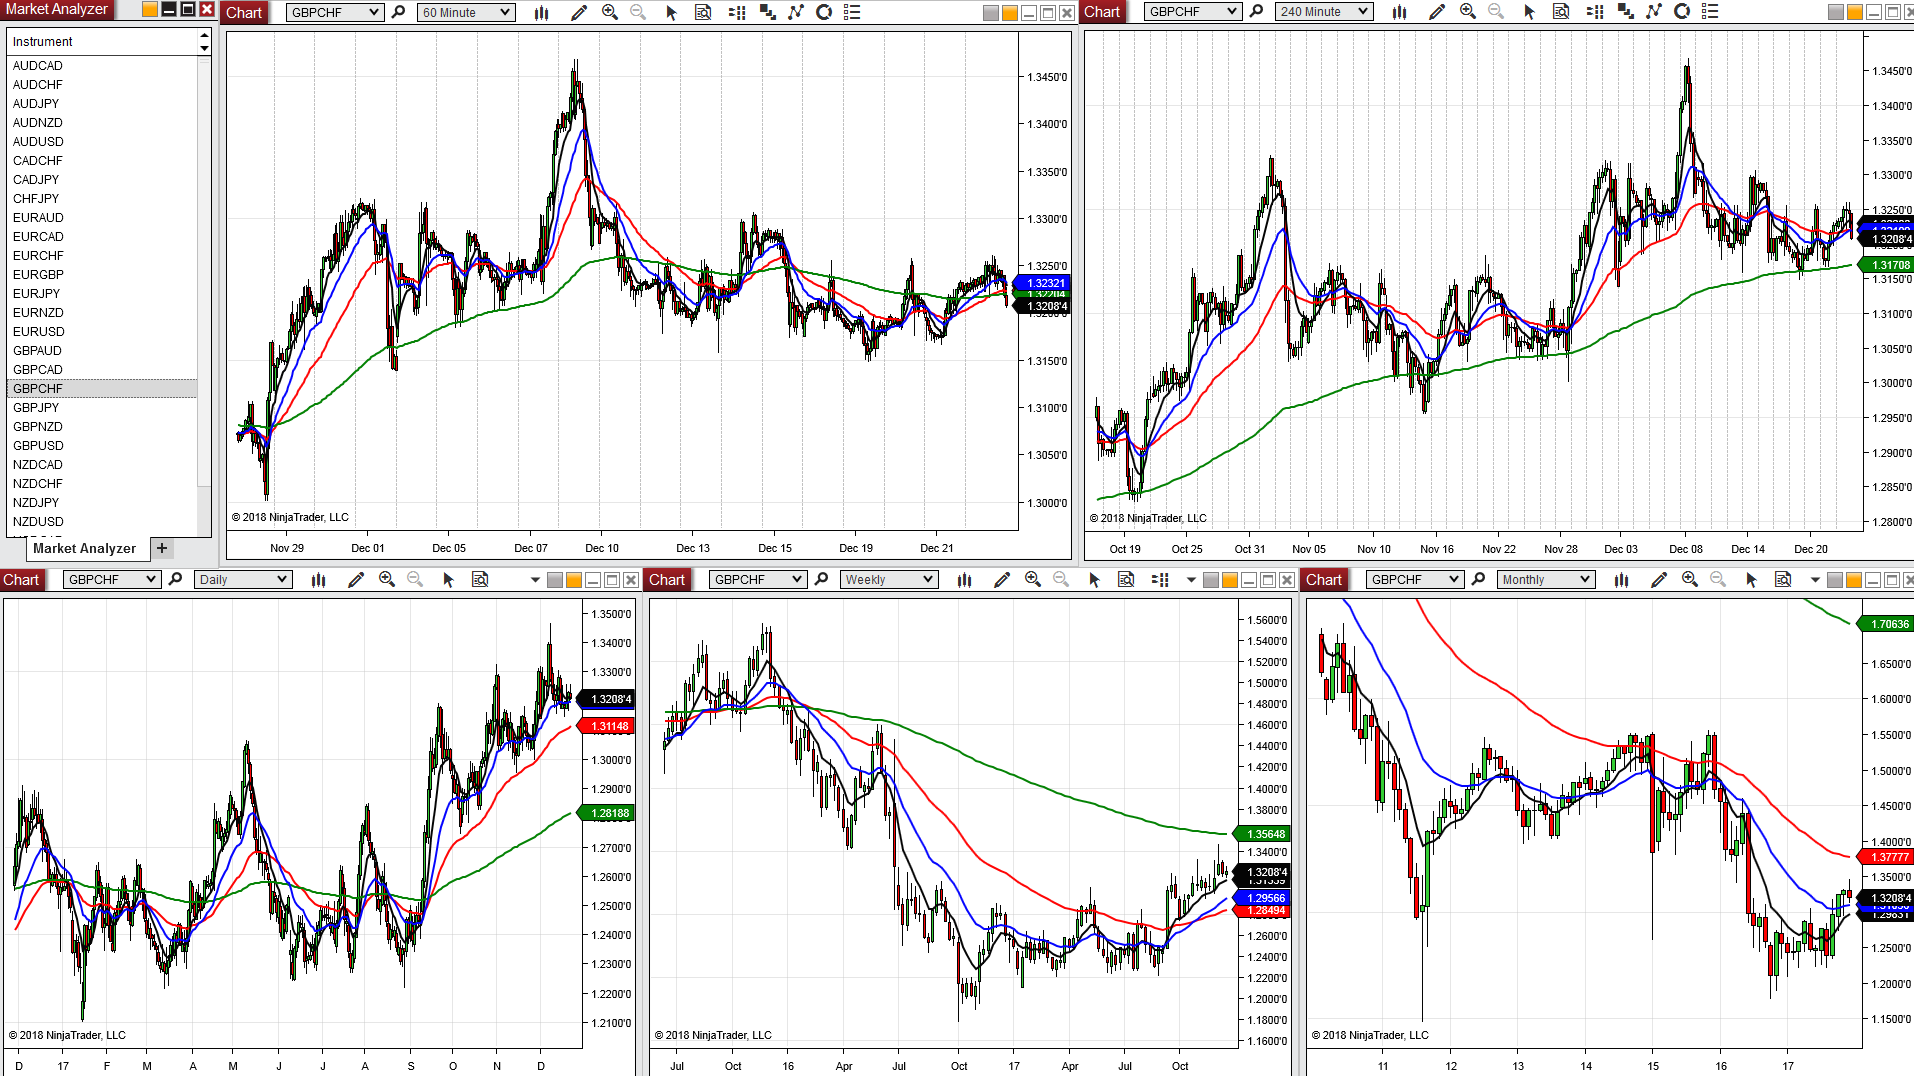 Market Analyzer
Instrument
AUDCAD
AUDCHF
AUDJPY
AUDNZD
AUDUSD
CADCHF
CADJPY
CHFJPY
EURAUD
EURCAD
EURCHF
EURGBP
EURJPY
EURNZD
EURUSD
GBPAUD
GBPCAD
GBPCHF
GBPJPY
GBPNZD
GBPUSD
NZDCAD
NZDCHF
NZDJPY
NZDUSD
Market Analyzer +
Chart GBPCHF 60 Minute
1.3450'0
1.3400'0
1.3350'0
1.3300'0
1.3250'0
1.32321
1.3208'4
1.3150'0
1.3100'0
1.3050'0
1.3000'0
© 2018 NinjaTrader, LLC
Nov 29 Dec 01 Dec 05 Dec 07 Dec 10 Dec 13 Dec 15 Dec 19 Dec 21
Chart GBPCHF 240 Minute
1.3450'0
1.3400'0
1.3350'0
1.3300'0
1.3250'0
1.3208'4
1.31708
1.3150'0
1.3100'0
1.3050'0
1.3000'0
1.2950'0
1.2900'0
1.2850'0
1.2800'0
© 2018 NinjaTrader, LLC
Oct 19 Oct 25 Oct 31 Nov 05 Nov 10 Nov 16 Nov 22 Nov 28 Dec 03 Dec 08 Dec 14 Dec 20
Chart GBPCHF Daily
1.3500'0
1.3400'0
1.3300'0
1.3208'4
1.31148
1.3000'0
1.2900'0
1.28188
1.2700'0
1.2600'0
1.2500'0
1.2400'0
1.2300'0
1.2200'0
1.2100'0
© 2018 NinjaTrader, LLC
D 17 F M A M J J A S O N D
Chart GBPCHF Weekly
1.5600'0
1.5400'0
1.5200'0
1.5000'0
1.4800'0
1.4600'0
1.4400'0
1.4200'0
1.4000'0
1.3800'0
1.35648
1.3400'0
1.3208'4
1.29566
1.28494
1.2600'0
1.2400'0
1.2200'0
1.2000'0
1.1800'0
1.1600'0
© 2018 NinjaTrader, LLC
Jul Oct 16 Apr Jul Oct 17 Apr Jul Oct
Chart GBPCHF Monthly
1.70636
1.6500'0
1.6000'0
1.5500'0
1.5000'0
1.4500'0
1.4000'0
1.37777
1.3500'0
1.3208'4
1.2500'0
1.2000'0
1.1500'0
© 2018 NinjaTrader, LLC
11 12 13 14 15 16 17